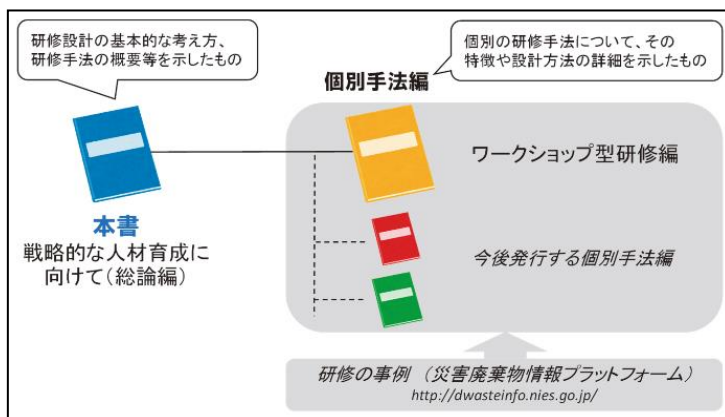 研修設計の基本的な考え方、
研修手法の概要等を示したもの
個別の研修手法について、その
特徴や設計方法の詳細を示したもの
個別手法編
ワークショップ型研修編
本書
戦略的な人材育成に
向けて(総論編)
今後発行する個別手法編
研修の事例 (災害廃棄物情報プラットフォーム)
http://dwasteinfo.nies.go.jp/